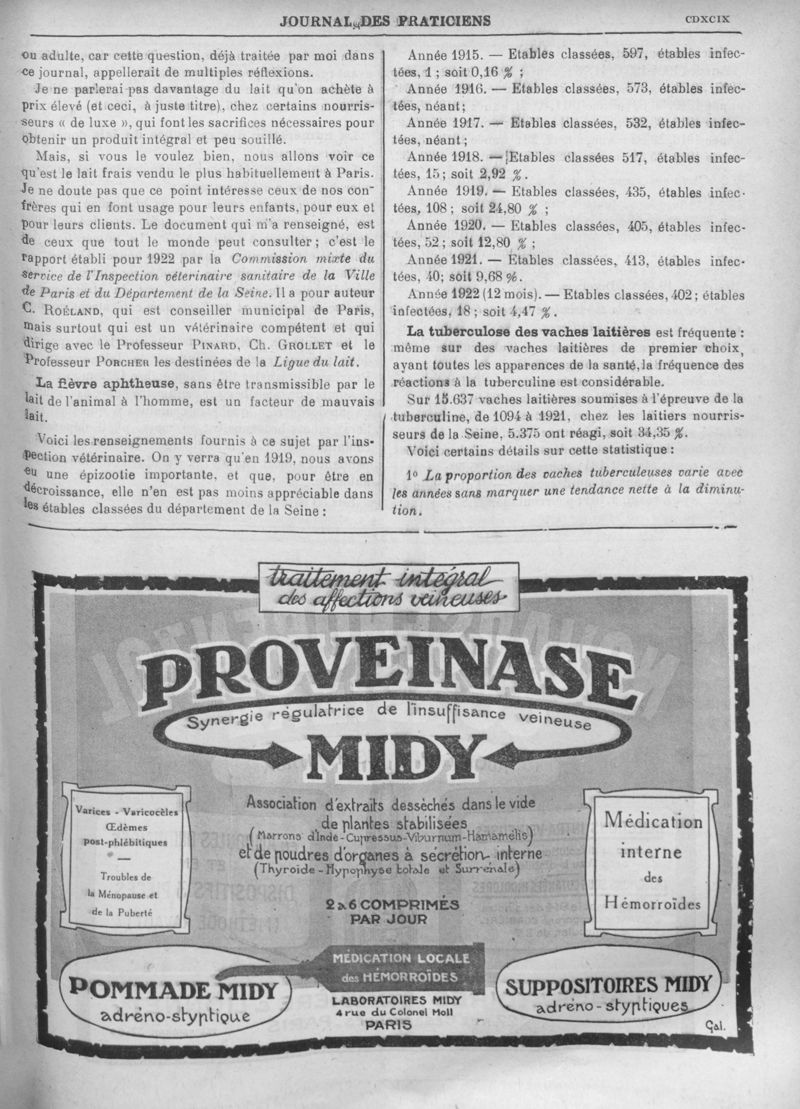 JOURNAL DES PRATICIENS
CDXCIX
ou adulte, car cette question, déjà traitée par moi dans
ce journal, appellerait de multiples réflexions.
Je ne parlerai pas davantage du lait qu'on achète à
prix élevé (et ceci, à juste titre), chez certains nourris-
seurs « de luxe », qui font les sacrifices nécessaires pour
obtenir un produit intégral et peu souillé.
Mais, si vous le voulez bien, nous allons voir ce
qu'est le lait frais vendu le plus habituellement à Paris.
Je ne doute pas que ce point intéresse ceux de nos con-
frères qui en font usage pour leurs enfants, pour eux et
pour leurs clients. Le document qui m'a renseigné, est
de ceux que tout le monde peut consulter ; c'est le
rapport établi pour 1922 par la Commission mixte du
service de l'Inspection véterinaire sanitaire de la Ville
de Paris et du Département de la Seine. Il a pour auteur
C. ROÉLAND, qui est conseiller municipal de Paris,
mais surtout qui est un vétérinaire compétent et qui
dirige avec le Professeur PINARD, CH. GROLLET et le
Professeur PORCHER les destinées de la Ligue du lait.
La fièvre aphtheuse, sans être transmissible par le
lait de l'animal à l'homme, est un facteur de mauvais
lait.
Voici les renseignements fournis à ce sujet par l'ins-
pection vétérinaire. On y verra qu'en 1919, nous avons
eu une épizootie importante, et que, pour être en
décroissance, elle n'en est pas moins appréciable dans
les étables classées du département de la Seine :
Année 1915. — Etables classées, 597, étables infec-
tées, 1 ; soit 0,16 % ;
Année 1916. — Etables classées, 573, étables infec-
tées, néant ;
Année 1917. — Etables classées, 532, étables infec-
tées, néant ;
Année 1918. — Etables classées 517, étables infec-
tées, 15 ; soit 2,92 %.
Année 1919. — Etables classées, 435, étables infec-
tées, 108 ; soit 24,80 % ;
Année 1920. — Etables classées, 405, étables infec-
tées, 52 ; soit 12,80 % ;
Année 1921. — Etables classées, 413, étables infec-
tées, 40; soit 9,68 %.
Année 1922 (12 mois). — Etables classées, 402 ; étables
infectées, 18 ; soit 4,47 %.
La tuberculose des vaches laitières est fréquente :
même sur des vaches laitières de premier choix,
ayant toutes les apparences de la santé, la fréquence des
réactions à la tuberculine est considérable.
Sur 15.637 vaches laitières soumises à l'épreuve de la
tuberculine, de 1094 à 1921, chez les laitiers nourris-
seurs de la Seine, 5.375 ont réagi, soit 34,35 %.
Voici certains détails sur cette statistique :
1º La proportion des vaches tuberculeuses varie avec
les années sans marquer une tendance nette à la diminu-
tion.
traitement intégral
des affections veineuses
PROVEINASE
Synergie régulatrice de l'insuffisance veineuse
MIDY
Varices - Varicocèles
Œdèmes
post-phlébitiques
—
Troubles de
la Ménopause et
de la Puberté
Association d'extraits desséchés dans le vide
de plantes stabilisées
(Marrons d'Inde-Cupressus-Viburnum-Hamamélis)
et de poudres d'organes à sécrétion interne
(Thyroïde - Hypophyse totale et Surrénale)
2 à 6 COMPRIMÉS
PAR JOUR
Médication
interne
des
Hémorroïdes
MÉDICATION LOCALE
des HÉMORROÏDES
POMMADE MIDY
adréno-styptique
LABORATOIRES MIDY
4 rue du Colonel Moll
PARIS
SUPPOSITOIRES MIDY
adréno-styptiques
Gal.